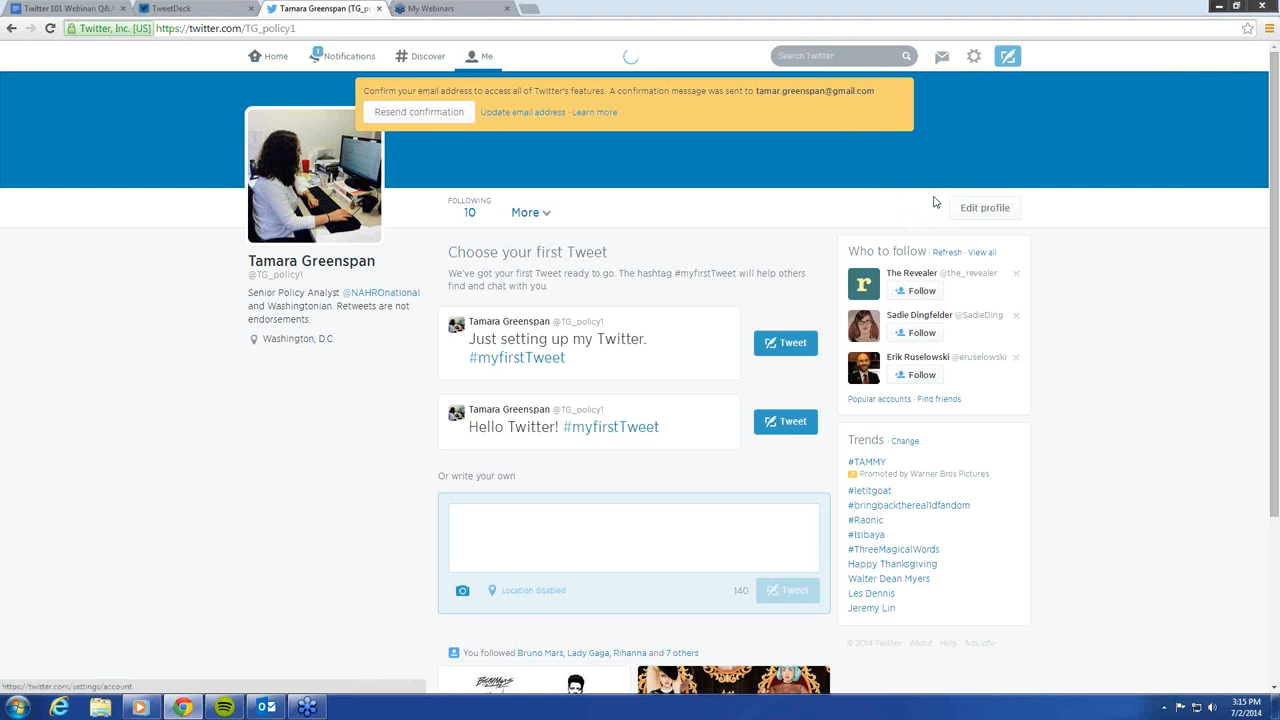 Twitter 101 Webinar Q&A
TweetDeck
Tamara Greenspan (TG_po
My Webinars
Twitter, Inc. [US] https://twitter.com/TG_policy1
Home
1
Notifications
# Discover
Me
Search Twitter
Confirm your email address to access all of Twitter's features. A confirmation message was sent to tamar.greenspan@gmail.com
Resend confirmation
Update email address · Learn more
FOLLOWING
10
More
Edit profile
Tamara Greenspan
@TG_policy1
Senior Policy Analyst @NAHROnational
and Washingtonian. Retweets are not
endorsements.
Washington, D.C.
Choose your first Tweet
We've got your first Tweet ready to go. The hashtag #myfirstTweet will help others
find and chat with you.
Tamara Greenspan @TG_policy1
Just setting up my Twitter.
#myfirstTweet
Tweet
Tamara Greenspan @TG_policy1
Hello Twitter! #myfirstTweet
Tweet
Or write your own
Location disabled
140
Tweet
You followed Bruno Mars, Lady Gaga, Rihanna and 7 others
Who to follow · Refresh · View all
The Revealer @the_revealer
Follow
Sadie Dingfelder @SadieDing
Follow
Erik Ruselowski @eruselowski
Follow
Popular accounts · Find friends
Trends · Change
#TAMMY
Promoted by Warner Bros Pictures
#letitgoat
#bringbackthereal1dfandom
#Raonic
#Isibaya
#ThreeMagicalWords
Happy Thanksgiving
Walter Dean Myers
Les Dennis
Jeremy Lin
© 2014 Twitter About Help Ads info
https://twitter.com/settings/account
3:15 PM
7/2/2014